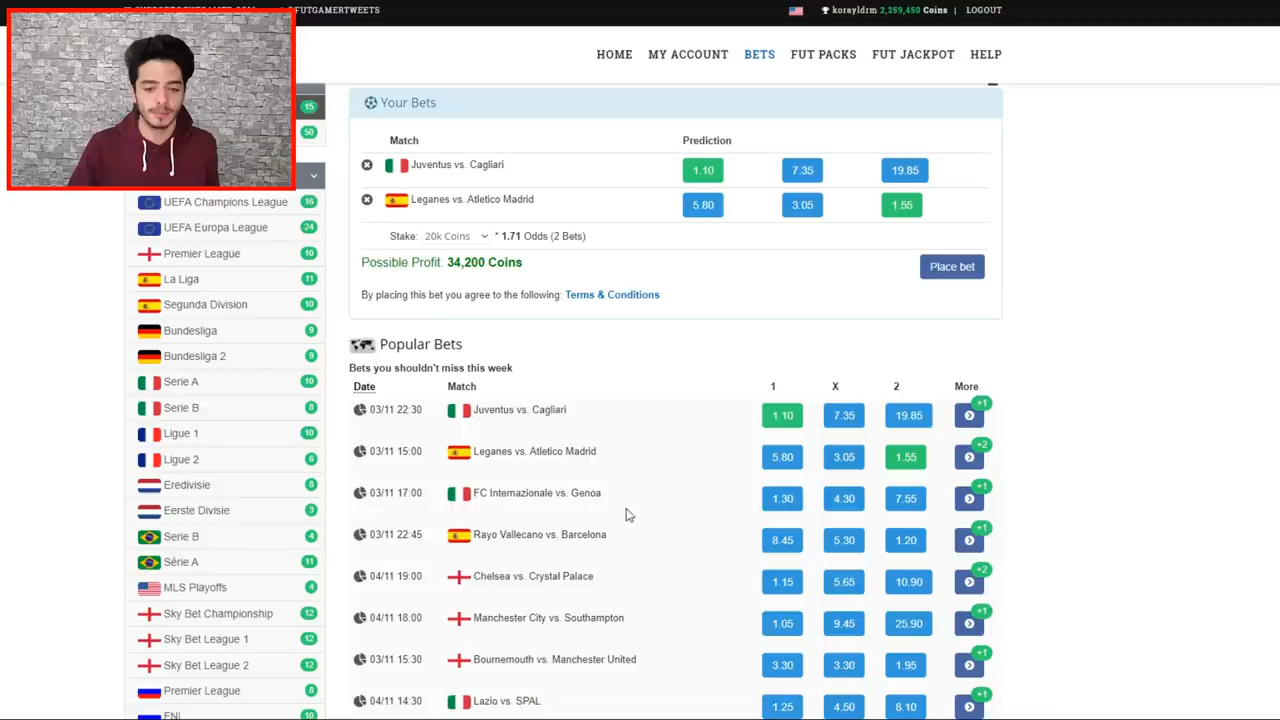 FUTGAMERTWEETS
2,259,450 Coins | LOGOUT
HOME MY ACCOUNT BETS FUT PACKS FUT JACKPOT HELP
15
50
UEFA Champions League 16
UEFA Europa League 24
Premier League 10
La Liga 11
Segunda Division 10
Bundesliga 9
Bundesliga 2 9
Serie A 10
Serie B 8
Ligue 1 10
Ligue 2 6
Eredivisie 8
Eerste Divisie 3
Serie B 4
Série A 11
MLS Playoffs 4
Sky Bet Championship 12
Sky Bet League 1 12
Sky Bet League 2 12
Premier League 8
FNL 10
Your Bets
Match Prediction
Juventus vs. Cagliari 1.10 7.35 19.85
Leganes vs. Atletico Madrid 5.80 3.05 1.55
Stake: 20k Coins * 1.71 Odds (2 Bets)
Possible Profit: 34,200 Coins Place bet
By placing this bet you agree to the following: Terms & Conditions
Popular Bets
Bets you shouldn't miss this week
Date Match 1 X 2 More
03/11 22:30 Juventus vs. Cagliari 1.10 7.35 19.85 +1
03/11 15:00 Leganes vs. Atletico Madrid 5.80 3.05 1.55 +2
03/11 17:00 FC Internazionale vs. Genoa 1.30 4.30 7.55 +1
03/11 22:45 Rayo Vallecano vs. Barcelona 8.45 5.30 1.20 +1
04/11 19:00 Chelsea vs. Crystal Palace 1.15 5.65 10.90 +2
04/11 18:00 Manchester City vs. Southampton 1.05 9.45 25.90 +1
03/11 15:30 Bournemouth vs. Manchester United 3.30 3.30 1.95 +1
04/11 14:30 Lazio vs. SPAL 1.25 4.50 8.10 +1